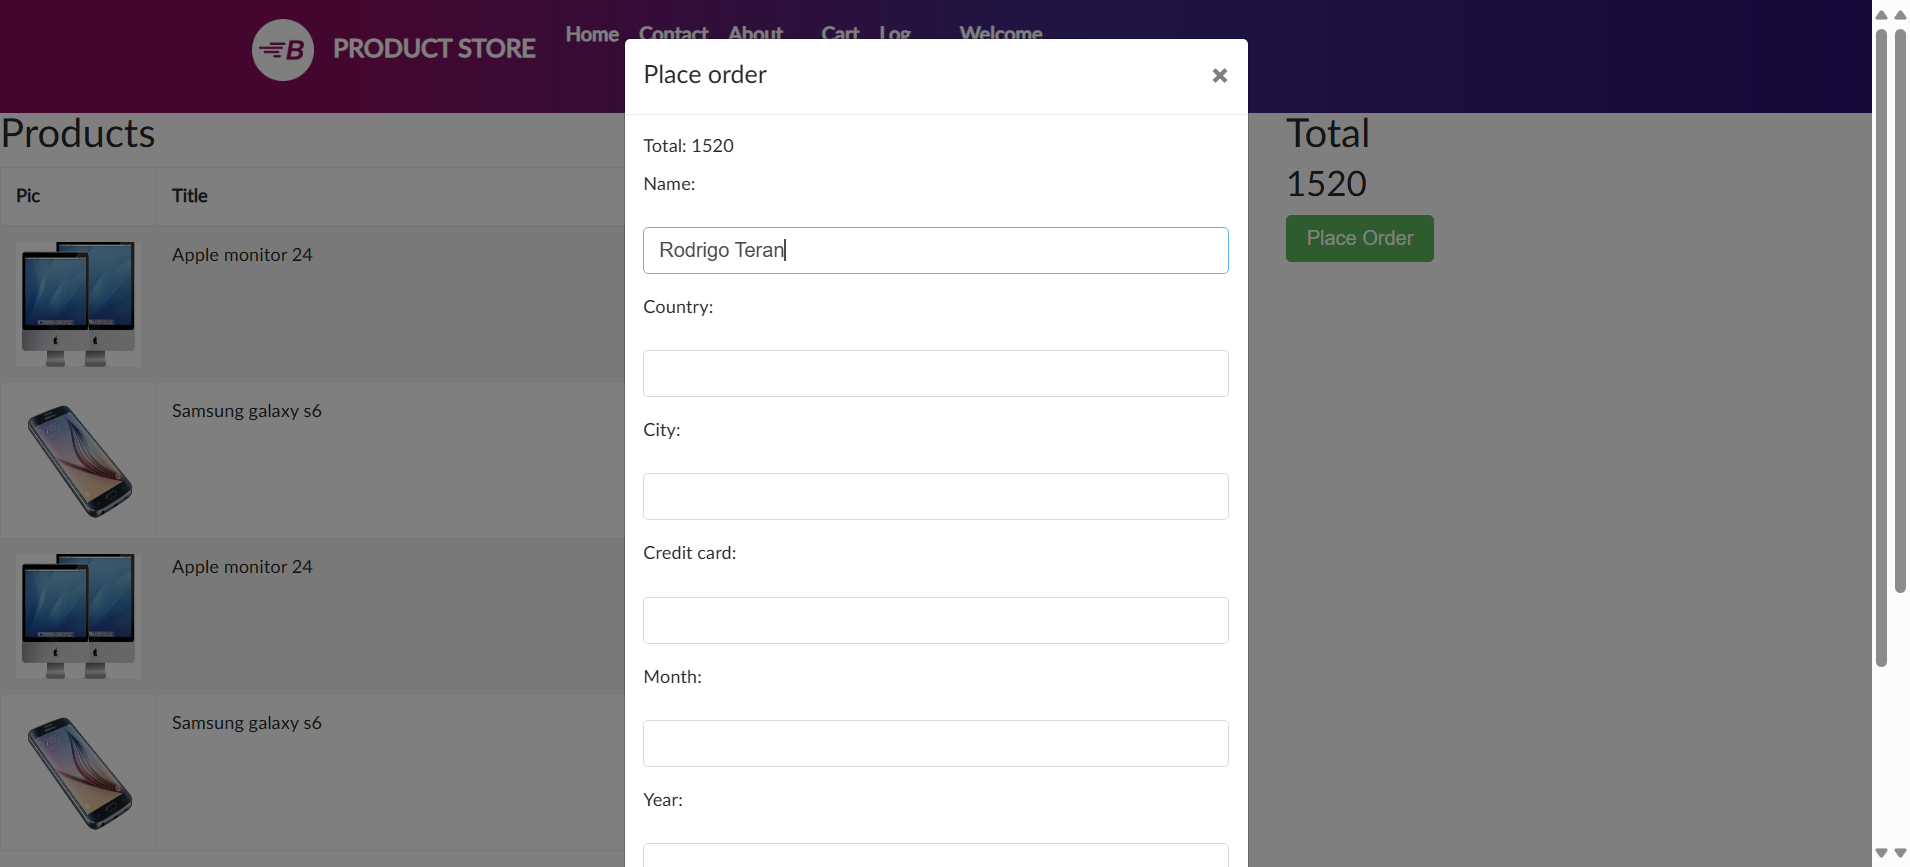 B
PRODUCT STORE
Home Contact About Cart Log Welcome
Products
Pic Title
Apple monitor 24
Samsung galaxy s6
Apple monitor 24
Samsung galaxy s6
Place order
Total: 1520
Name:
Rodrigo Teran
Country:
City:
Credit card:
Month:
Year:
Total
1520
Place Order